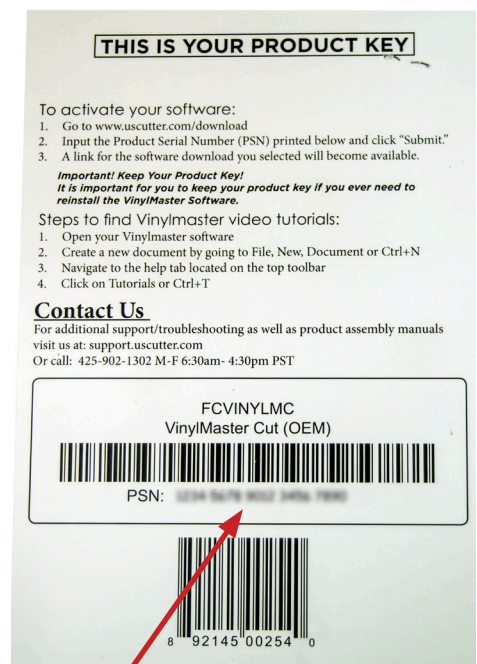 THIS IS YOUR PRODUCT KEY
To activate your software:
1. Go to www.uscutter.com/download
2. Input the Product Serial Number (PSN) printed below and click “Submit.”
3. A link for the software download you selected will become available.
Important! Keep Your Product Key!
It is important for you to keep your product key if you ever need to
reinstall the VinylMaster Software.
Steps to find Vinylmaster video tutorials:
1. Open your Vinylmaster software
2. Create a new document by going to File, New, Document or Ctrl+N
3. Navigate to the help tab located on the top toolbar
4. Click on Tutorials or Ctrl+T
Contact Us
For additional support/troubleshooting as well as product assembly manuals
visit us at: support.uscutter.com
Or call: 425-902-1302 M-F 6:30am- 4:30pm PST
FCVINYLMC
VinylMaster Cut (OEM)
PSN:
8 92145 00254 0